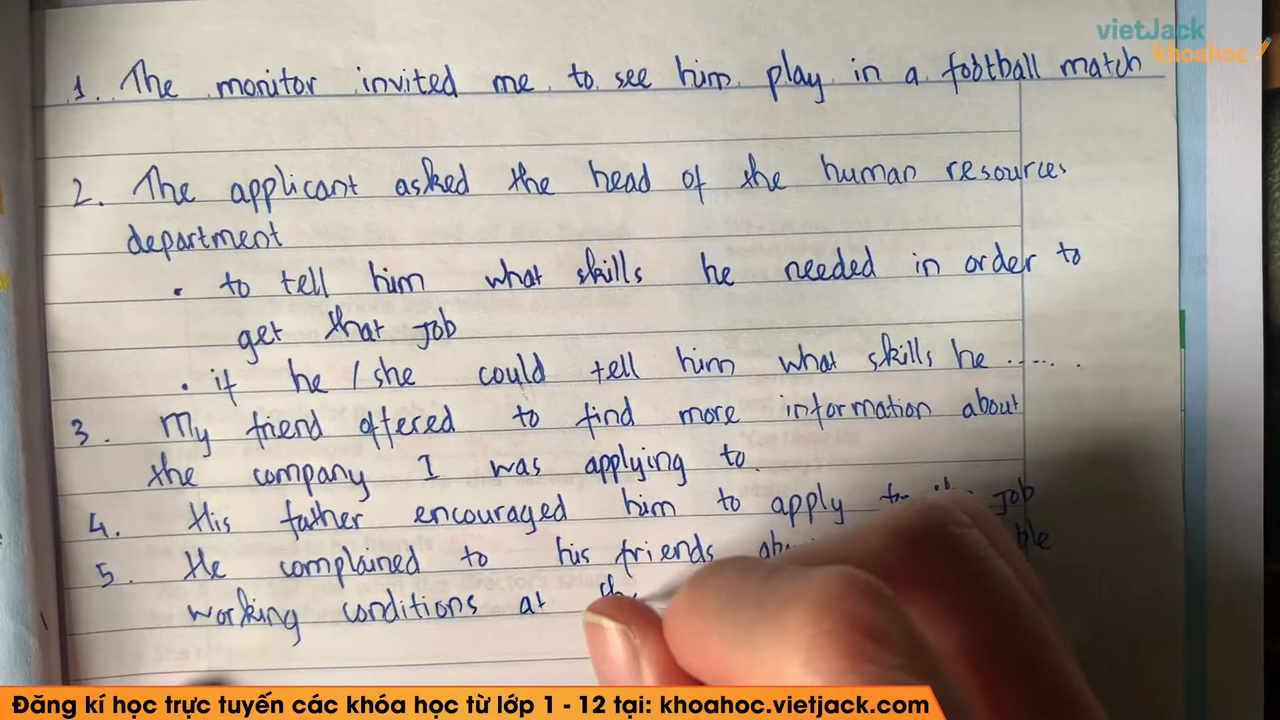 vietJack
khoahoc
1. The monitor invited me to see him play in a football match
2. The applicant asked the head of the human resources
department
• to tell him what skills he needed in order to
get that job
• if he / she could tell him what skills he .....
3. My friend offered to find more information about
the company I was applying to.
4. His father encouraged him to apply job
5. He complained to his friends
working conditions at
Đăng kí học trực tuyến các khóa học từ lớp 1 - 12 tại: khoahoc.vietjack.com